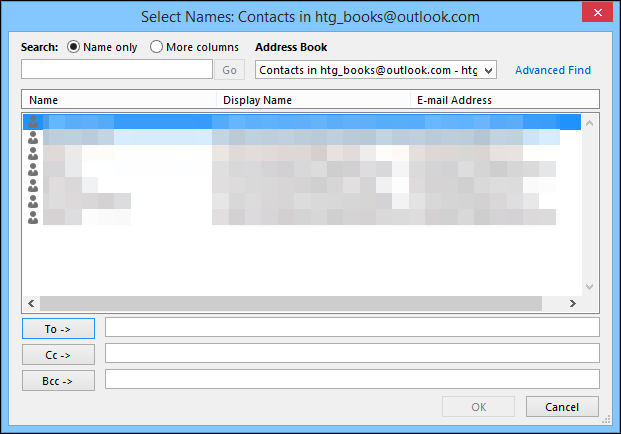 Select Names: Contacts in htg_books@outlook.com
Search: Name only More columns Address Book
Go Contacts in htg_books@outlook.com - htg Advanced Find
Name Display Name E-mail Address
To ->
Cc ->
Bcc ->
OK Cancel